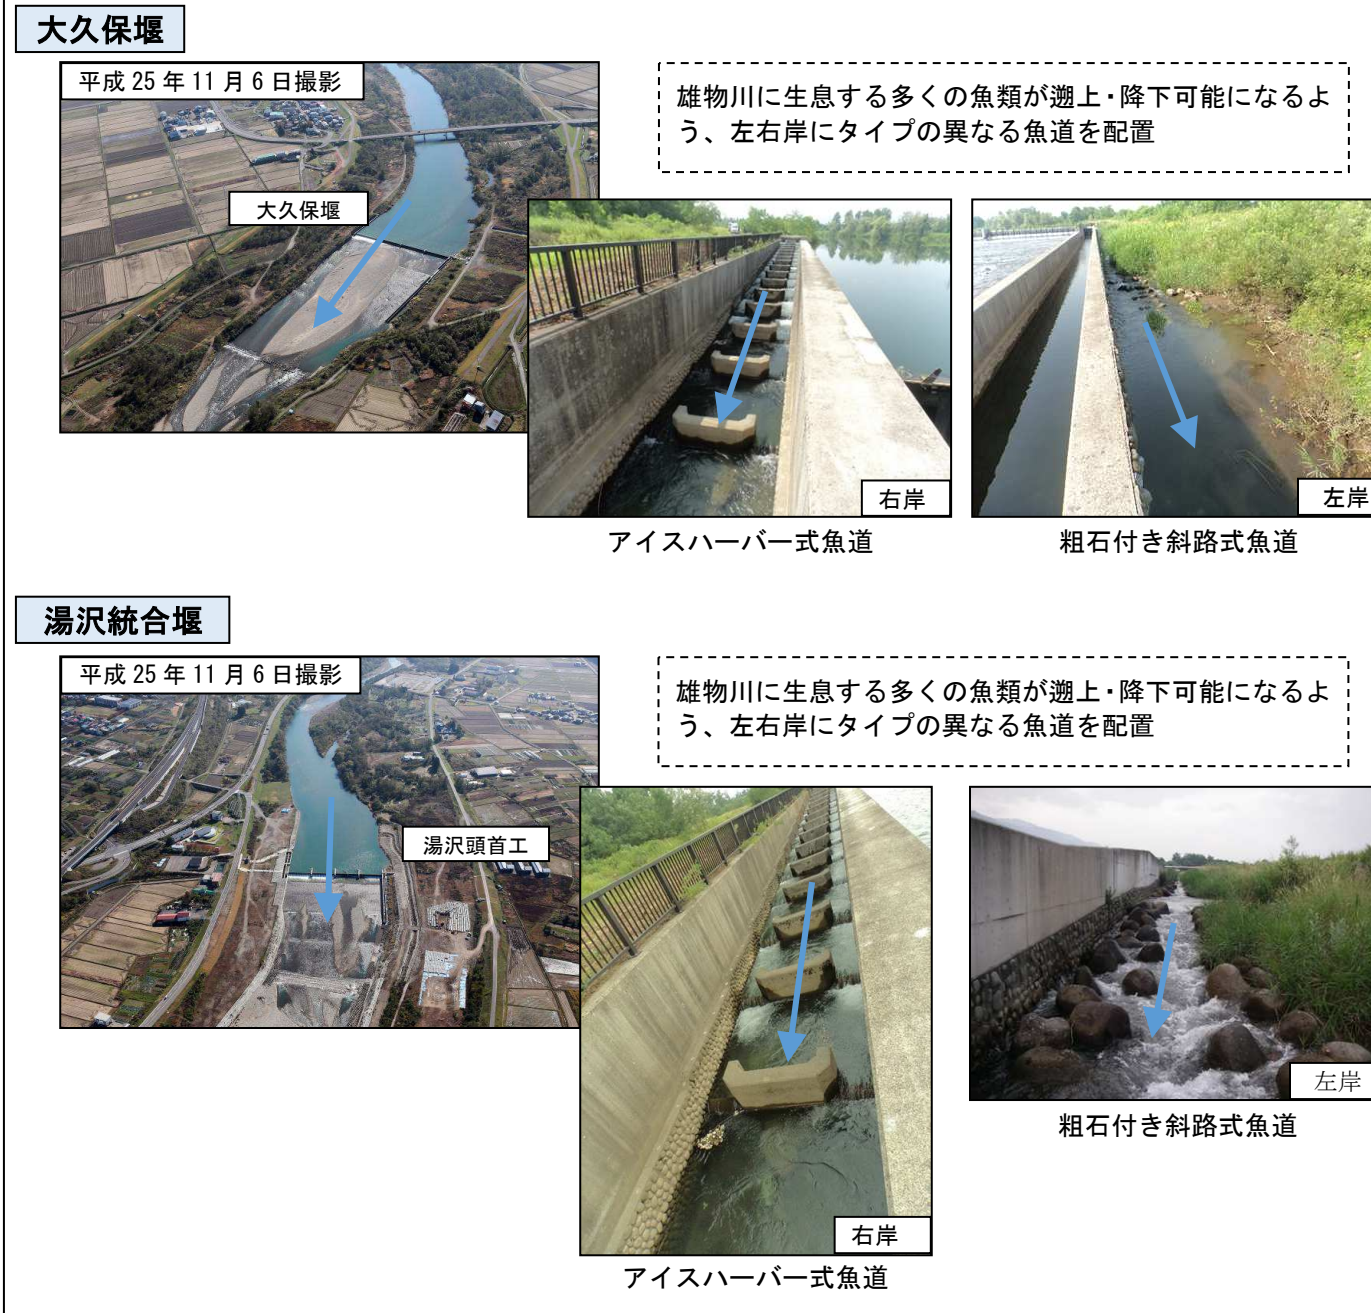 大久保堰
平成 25 年 11 月 6 日撮影
雄物川に生息する多くの魚類が遡上・降下可能になるよ
う、左右岸にタイプの異なる魚道を配置
大久保堰
右岸
左岸
アイスハーバー式魚道
粗石付き斜路式魚道
湯沢統合堰
平成 25 年 11 月 6 日撮影
雄物川に生息する多くの魚類が遡上・降下可能になるよ
う、左右岸にタイプの異なる魚道を配置
湯沢頭首工
左岸
粗石付き斜路式魚道
右岸
アイスハーバー式魚道